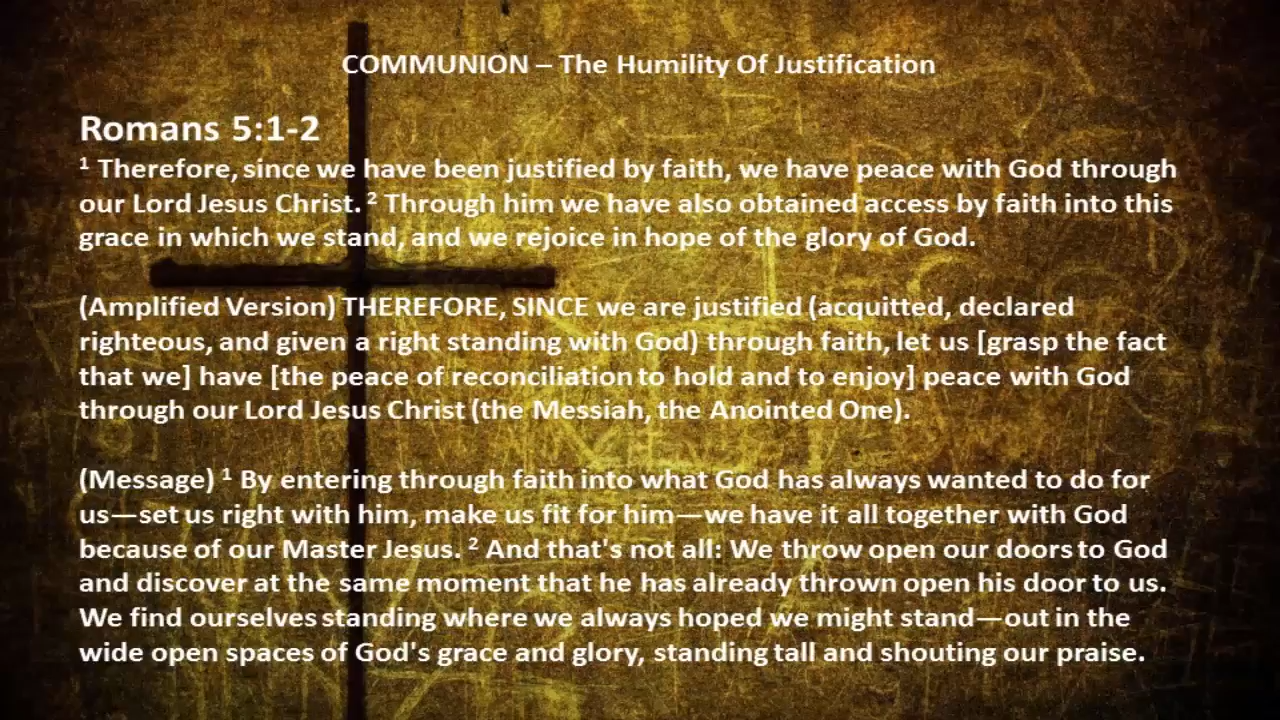 COMMUNION – The Humility Of Justification
Romans 5:1-2
¹ Therefore, since we have been justified by faith, we have peace with God through
our Lord Jesus Christ. ² Through him we have also obtained access by faith into this
grace in which we stand, and we rejoice in hope of the glory of God.
(Amplified Version) THEREFORE, SINCE we are justified (acquitted, declared
righteous, and given a right standing with God) through faith, let us [grasp the fact
that we] have [the peace of reconciliation to hold and to enjoy] peace with God
through our Lord Jesus Christ (the Messiah, the Anointed One).
(Message) ¹ By entering through faith into what God has always wanted to do for
us—set us right with him, make us fit for him—we have it all together with God
because of our Master Jesus. ² And that's not all: We throw open our doors to God
and discover at the same moment that he has already thrown open his door to us.
We find ourselves standing where we always hoped we might stand—out in the
wide open spaces of God's grace and glory, standing tall and shouting our praise.